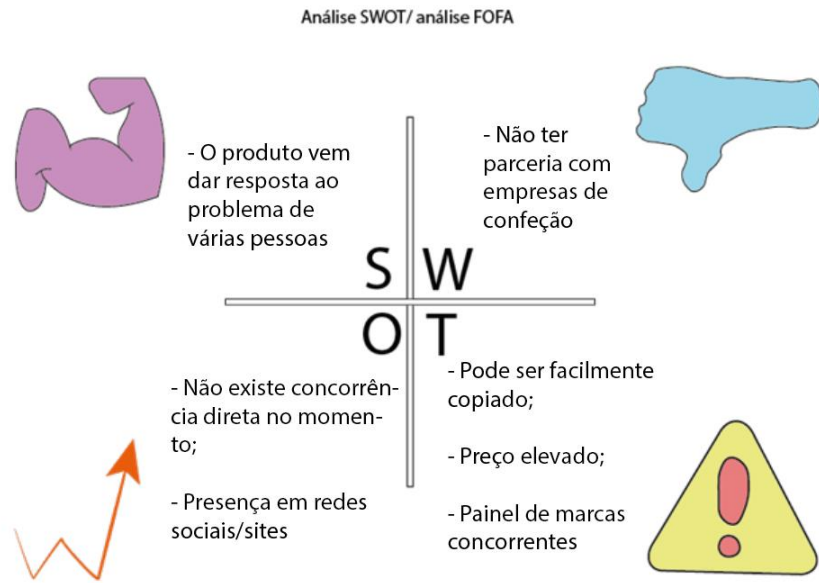 Análise SWOT/ análise FOFA
- O produto vem
dar resposta ao
problema de
várias pessoas
- Não ter
parceria com
empresas de
confeção
S W
O T
- Não existe concorrên-
cia direta no momen-
to;
- Presença em redes
sociais/sites
- Pode ser facilmente
copiado;
- Preço elevado;
- Painel de marcas
concorrentes